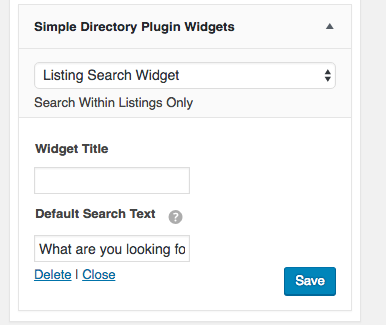 Simple Directory Plugin Widgets
Listing Search Widget
Search Within Listings Only
Widget Title
Default Search Text ?
What are you looking fo
Delete | Close
Save